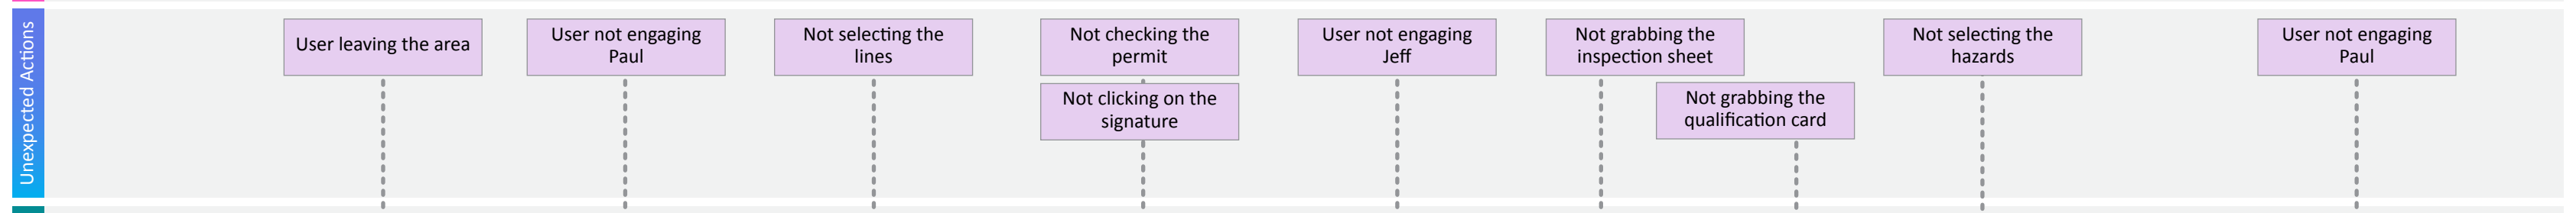 Unexpected Actions
User leaving the area
User not engaging
Paul
Not selecting the
lines
Not checking the
permit
Not clicking on the
signature
User not engaging
Jeff
Not grabbing the
inspection sheet
Not grabbing the
qualification card
Not selecting the
hazards
User not engaging
Paul